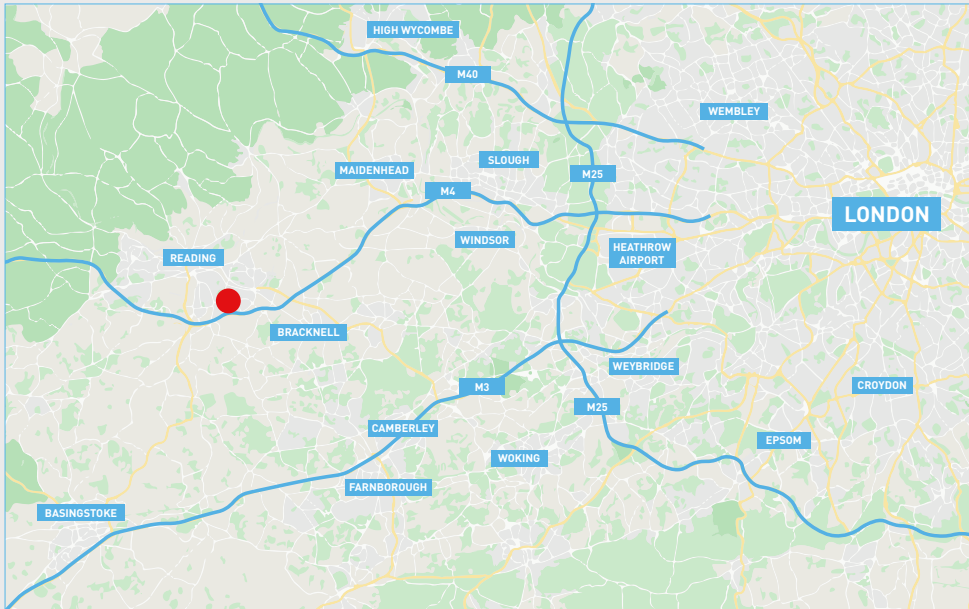 HIGH WYCOMBE
M40
WEMBLEY
SLOUGH
MAIDENHEAD
M25
M4
LONDON
WINDSOR
HEATHROW
AIRPORT
READING
BRACKNELL
WEYBRIDGE
M3
CROYDON
M25
CAMBERLEY
EPSOM
WOKING
FARNBOROUGH
BASINGSTOKE